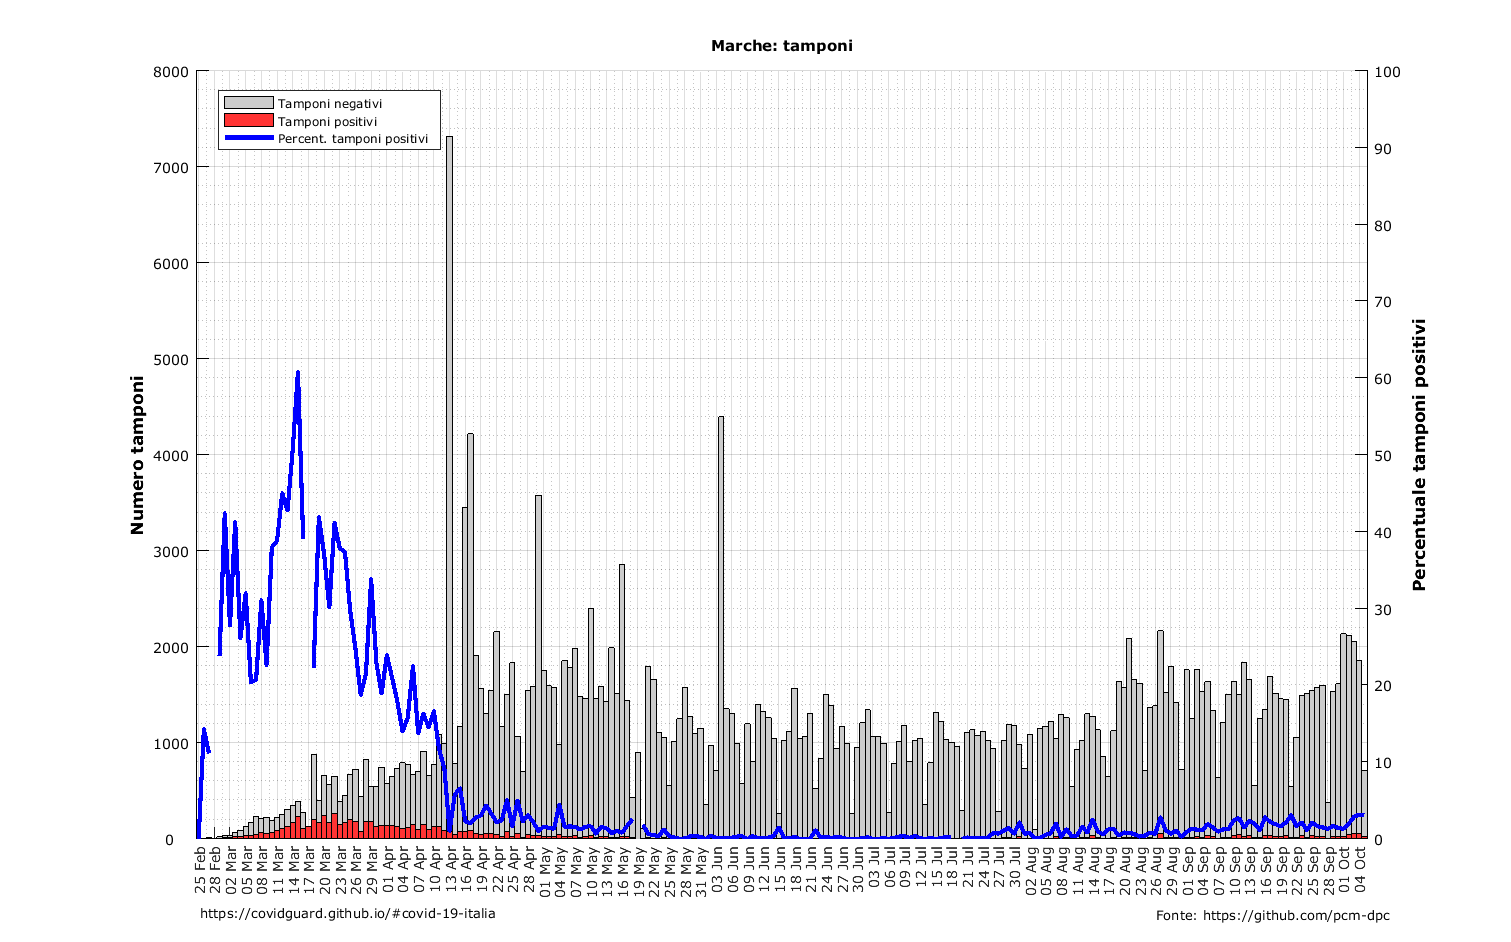 Marche: tamponi
8000
7000
6000
5000
4000
3000
2000
1000
0
Numero tamponi
Tamponi negativi
Tamponi positivi
Percent. tamponi positivi
100
90
80
70
60
50
40
30
20
10
0
Percentuale tamponi positivi
25 Feb
28 Feb
02 Mar
05 Mar
08 Mar
11 Mar
14 Mar
17 Mar
20 Mar
23 Mar
26 Mar
29 Mar
01 Apr
04 Apr
07 Apr
10 Apr
13 Apr
16 Apr
19 Apr
22 Apr
25 Apr
28 Apr
01 May
04 May
07 May
10 May
13 May
16 May
19 May
22 May
25 May
28 May
31 May
03 Jun
06 Jun
09 Jun
12 Jun
15 Jun
18 Jun
21 Jun
24 Jun
27 Jun
30 Jun
03 Jul
06 Jul
09 Jul
12 Jul
15 Jul
18 Jul
21 Jul
24 Jul
27 Jul
30 Jul
02 Aug
05 Aug
08 Aug
11 Aug
14 Aug
17 Aug
20 Aug
23 Aug
26 Aug
29 Aug
01 Sep
04 Sep
07 Sep
10 Sep
13 Sep
16 Sep
19 Sep
22 Sep
25 Sep
28 Sep
01 Oct
04 Oct
https://covidguard.github.io/#covid-19-italia
Fonte: https://github.com/pcm-dpc